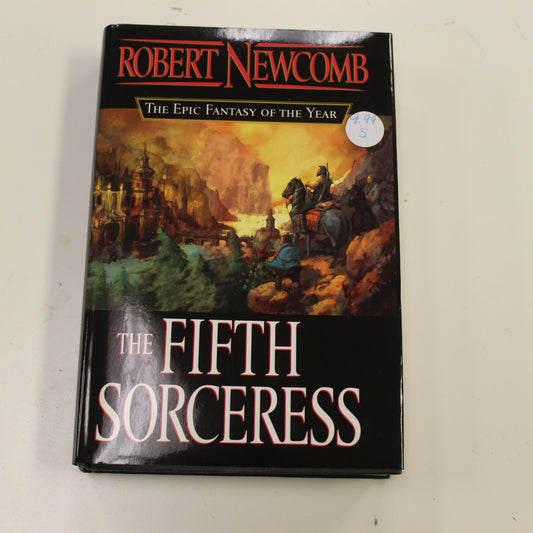 ROBERT NEWCOMB
THE EPIC FANTASY OF THE YEAR
4.99
S
THE FIFTH
SORCERESS